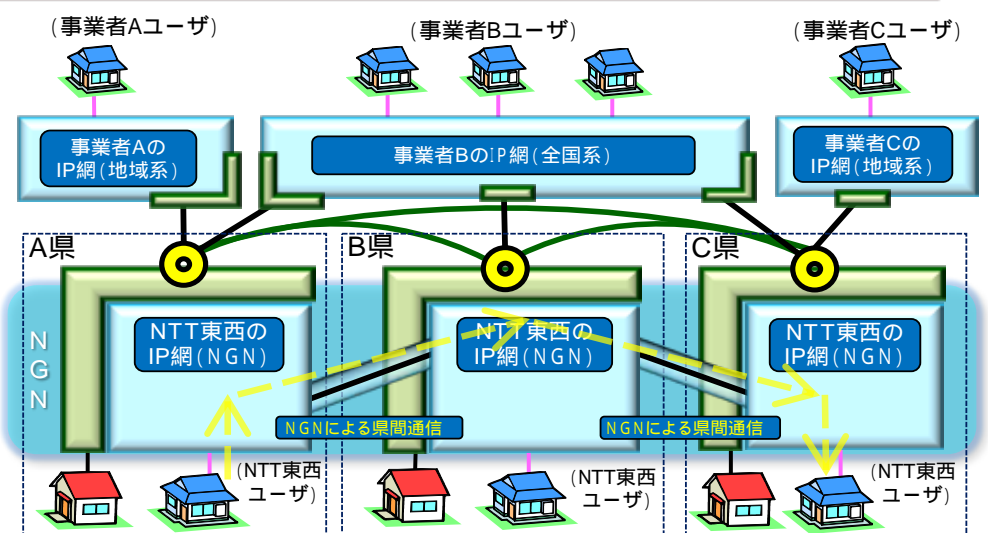 (事業者Aユーザ)
(事業者Bユーザ)
(事業者Cユーザ)
事業者Aの
IP網(地域系)
事業者BのIP網(全国系)
事業者Cの
IP網(地域系)
A県
B県
C県
NGN
NTT東西の
IP網(NGN)
NTT東西の
IP網(NGN)
NTT東西の
IP網(NGN)
NGNによる県間通信
NGNによる県間通信
(NTT東西
ユーザ)
(NTT東西
ユーザ)
(NTT東西
ユーザ)